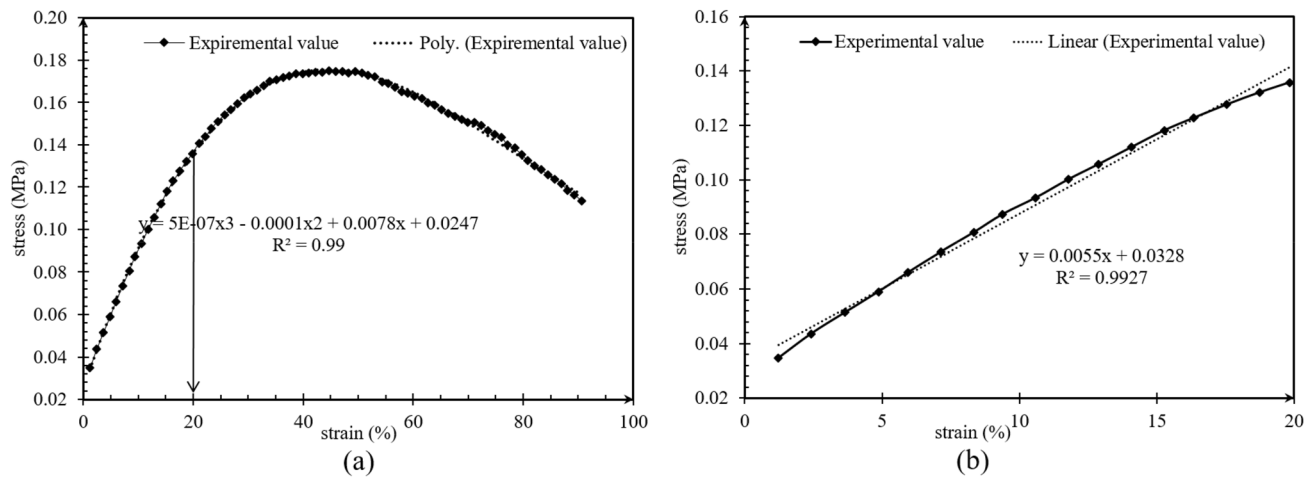 0.20
0.18
0.16
0.14
0.12
0.10
0.08
0.06
0.04
0.02
stress (MPa)
Expiremental value
Poly. (Expiremental value)
y = 5E-07x3 - 0.0001x2 + 0.0078x + 0.0247
R² = 0.99
0
20
40
60
80
100
strain (%)
(a)
0.16
0.14
0.12
0.10
0.08
0.06
0.04
0.02
stress (MPa)
Experimental value
Linear (Experimental value)
y = 0.0055x + 0.0328
R² = 0.9927
0
5
10
15
20
strain (%)
(b)